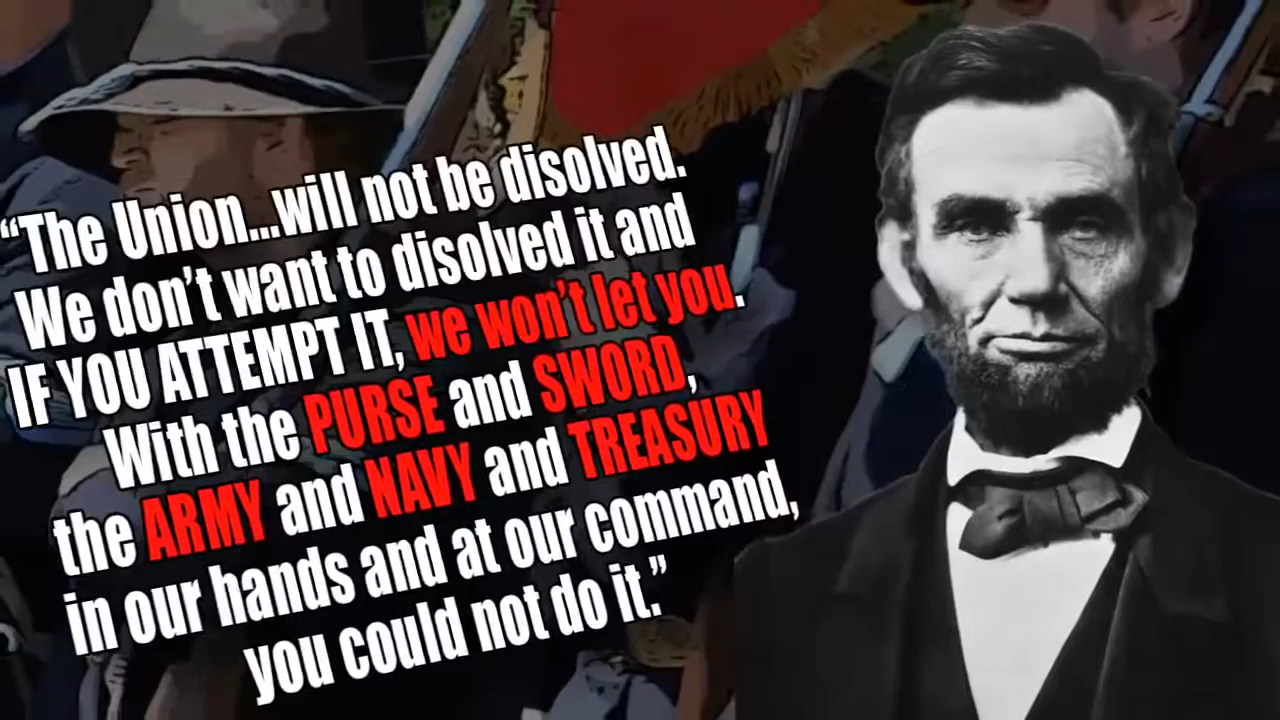 “The Union...will not be disolved.
We don’t want to disolved it and
IF YOU ATTEMPT IT, we won’t let you.
With the PURSE and SWORD,
the ARMY and NAVY and TREASURY
in our hands and at our command,
you could not do it.”